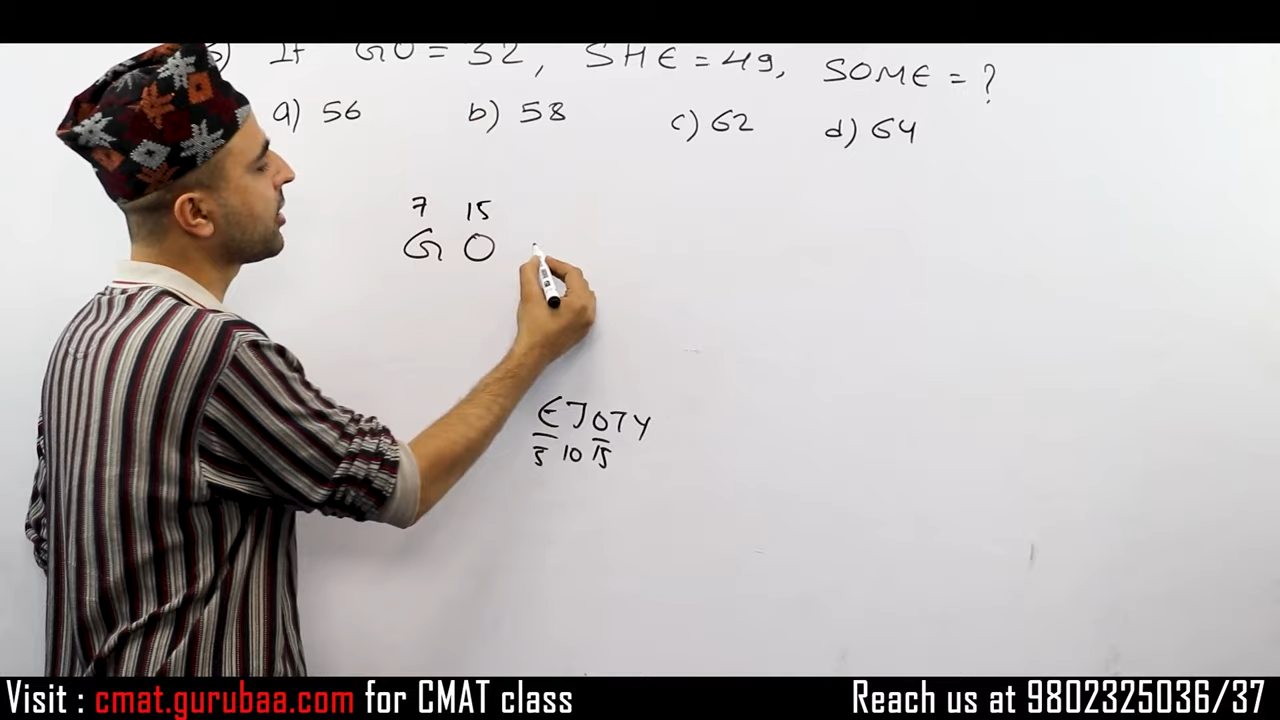 If GO = 32, SHE = 49, SOME = ?
a) 56 b) 58 c) 62 d) 64
7 15
G O
EJOTY
5 10 15
Visit : cmat.gurubaa.com for CMAT class Reach us at 9802325036/37